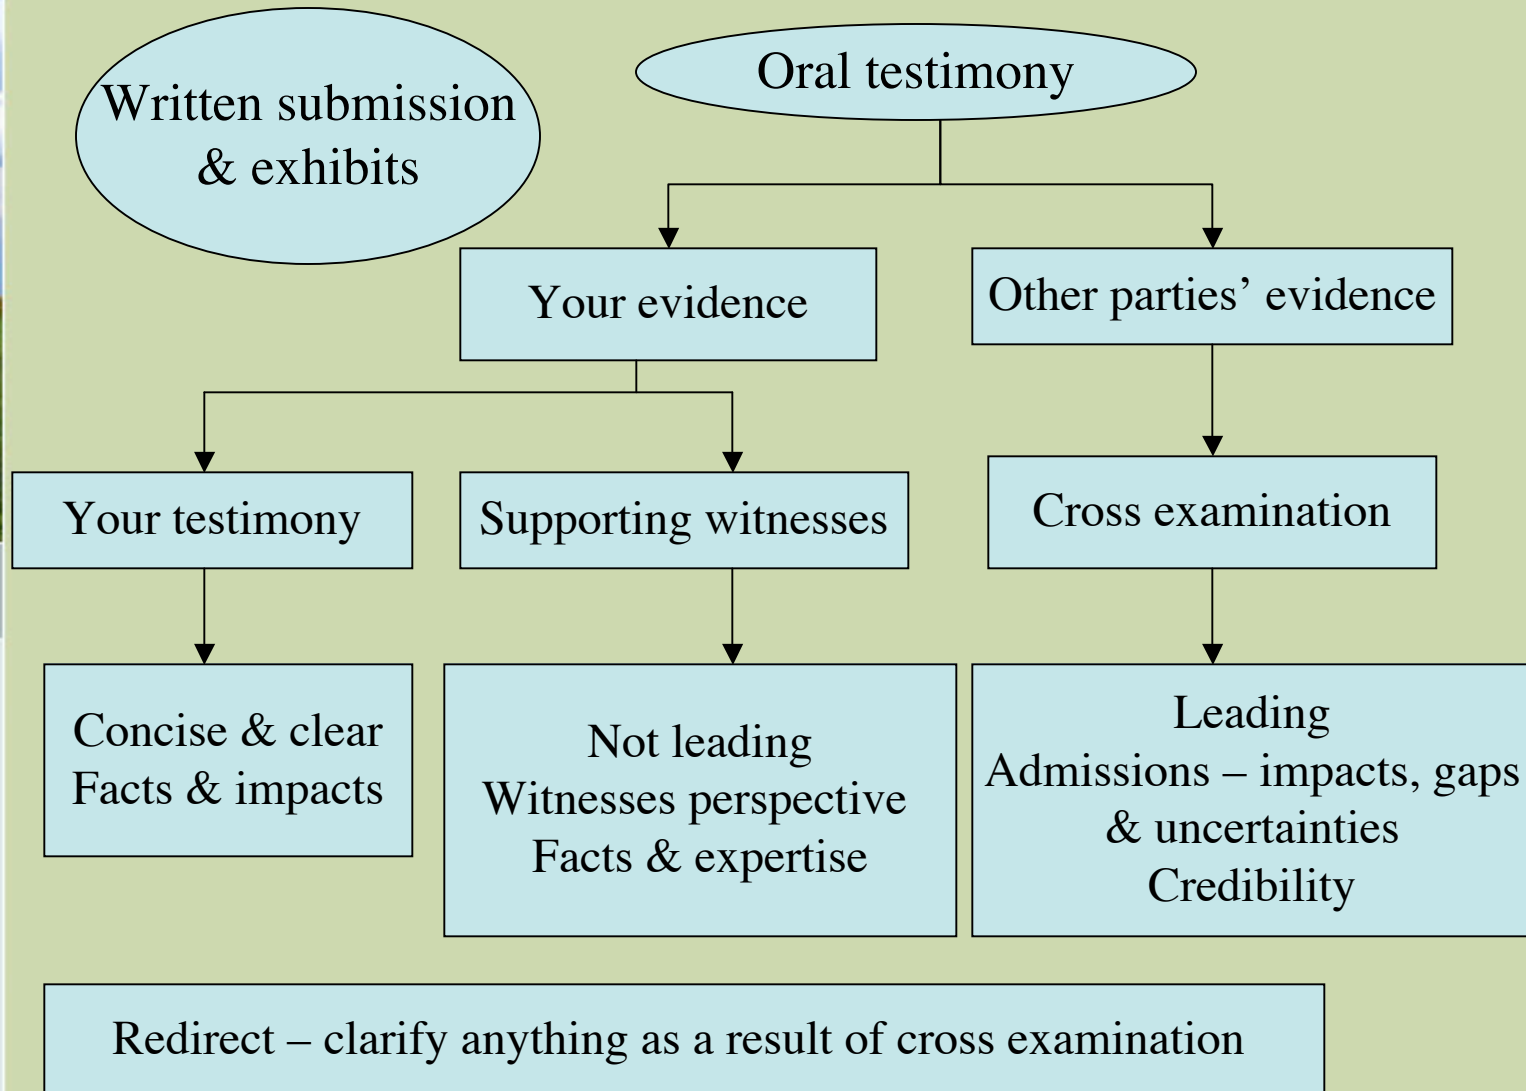 Written submission
& exhibits
Oral testimony
Your evidence
Other parties’ evidence
Your testimony
Supporting witnesses
Cross examination
Concise & clear
Facts & impacts
Not leading
Witnesses perspective
Facts & expertise
Leading
Admissions – impacts, gaps
& uncertainties
Credibility
Redirect – clarify anything as a result of cross examination